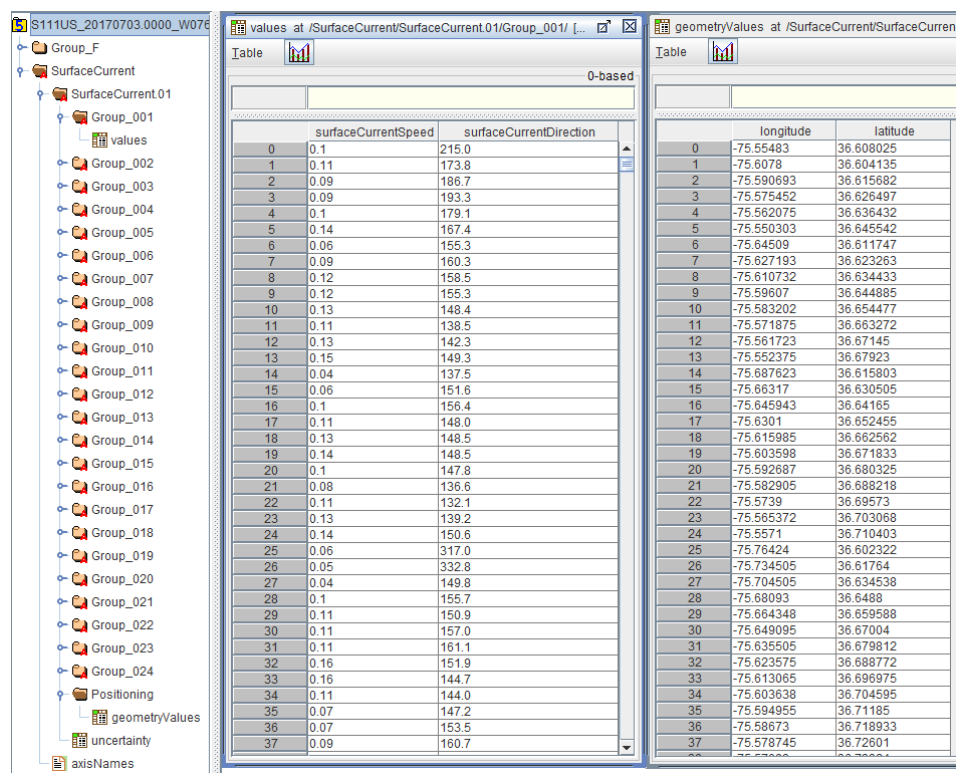 S111US_20170703.0000_W076
Group_F
SurfaceCurrent
SurfaceCurrent.01
Group_001
values
Group_002
Group_003
Group_004
Group_005
Group_006
Group_007
Group_008
Group_009
Group_010
Group_011
Group_012
Group_013
Group_014
Group_015
Group_016
Group_017
Group_018
Group_019
Group_020
Group_021
Group_022
Group_023
Group_024
Positioning
geometryValues
uncertainty
axisNames
values at /SurfaceCurrent/SurfaceCurrent.01/Group_001/ [...
Table
0-based
surfaceCurrentSpeed surfaceCurrentDirection
0 0.1 215.0
1 0.11 173.8
2 0.09 186.7
3 0.09 193.3
4 0.1 179.1
5 0.14 167.4
6 0.06 155.3
7 0.09 160.3
8 0.12 158.5
9 0.12 155.3
10 0.13 148.4
11 0.11 138.5
12 0.13 142.3
13 0.15 149.3
14 0.04 137.5
15 0.06 151.6
16 0.1 156.4
17 0.11 148.0
18 0.13 148.5
19 0.14 148.5
20 0.1 147.8
21 0.08 136.6
22 0.11 132.1
23 0.13 139.2
24 0.14 150.6
25 0.06 317.0
26 0.05 332.8
27 0.04 149.8
28 0.1 155.7
29 0.11 150.9
30 0.11 157.0
31 0.11 161.1
32 0.16 151.9
33 0.16 144.7
34 0.11 144.0
35 0.07 147.2
36 0.07 153.5
37 0.09 160.7
geometryValues at /SurfaceCurrent/SurfaceCurren
Table
longitude latitude
0 -75.55483 36.608025
1 -75.6078 36.604135
2 -75.590693 36.615682
3 -75.575452 36.626497
4 -75.562075 36.636432
5 -75.550303 36.645542
6 -75.64509 36.611747
7 -75.627193 36.623263
8 -75.610732 36.634433
9 -75.59607 36.644885
10 -75.583202 36.654477
11 -75.571875 36.663272
12 -75.561723 36.67145
13 -75.552375 36.67923
14 -75.687623 36.615803
15 -75.66317 36.630505
16 -75.645943 36.64165
17 -75.6301 36.652455
18 -75.615985 36.662562
19 -75.603598 36.671833
20 -75.592687 36.680325
21 -75.582905 36.688218
22 -75.5739 36.69573
23 -75.565372 36.703068
24 -75.5571 36.710403
25 -75.76424 36.602322
26 -75.734505 36.61764
27 -75.704505 36.634538
28 -75.68093 36.6488
29 -75.664348 36.659588
30 -75.649095 36.67004
31 -75.635505 36.679812
32 -75.623575 36.688772
33 -75.613065 36.696975
34 -75.603638 36.704595
35 -75.594955 36.71185
36 -75.58673 36.718933
37 -75.578745 36.72601